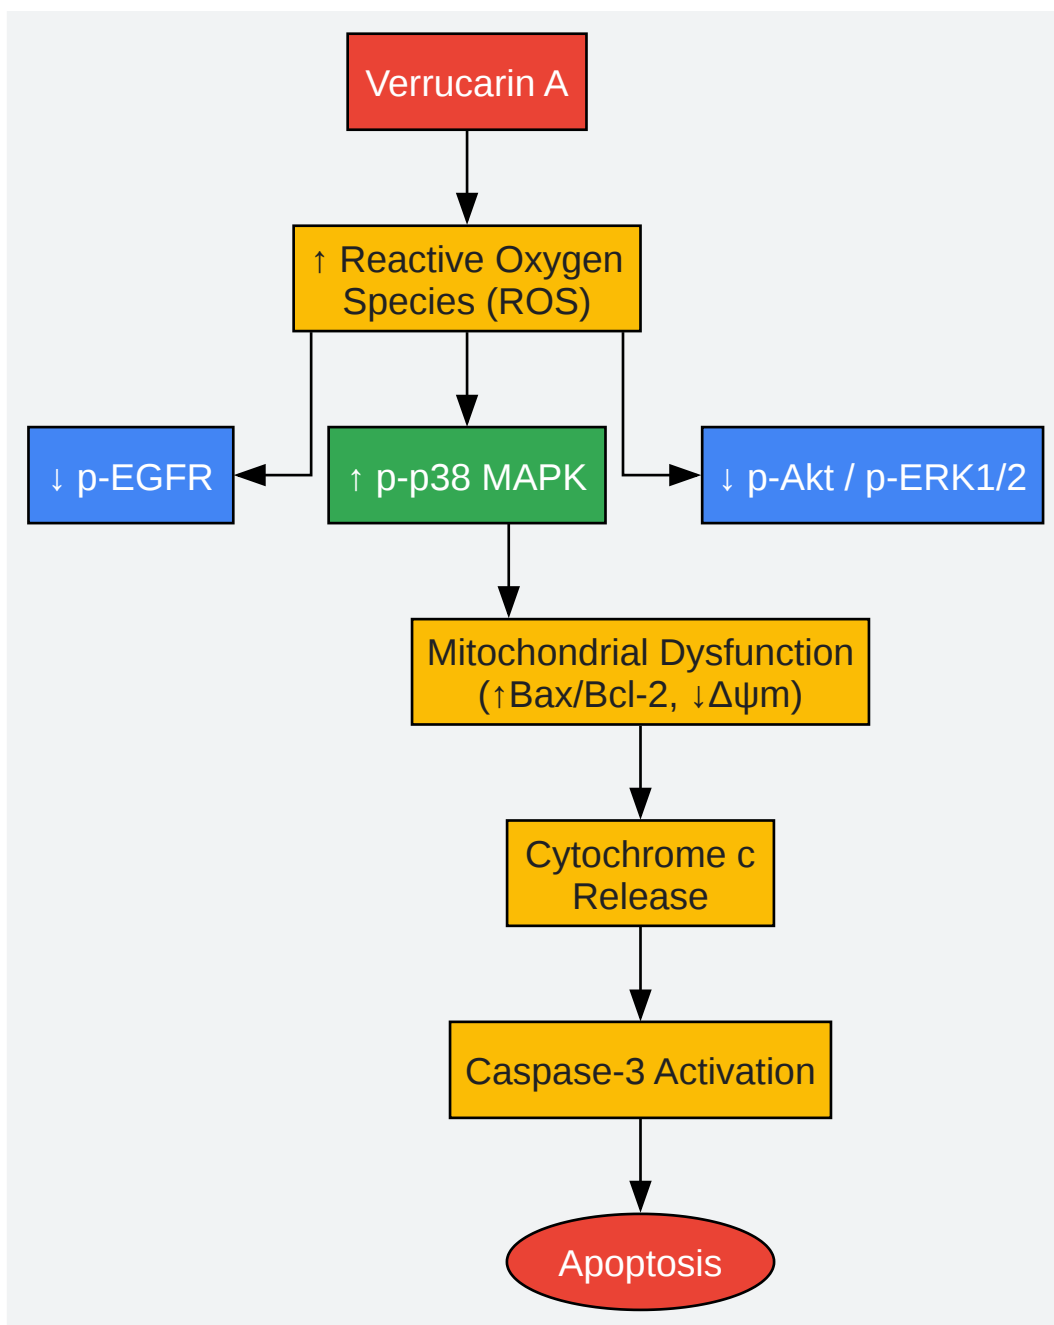 Verrucarin A
↑ Reactive Oxygen
Species (ROS)
↓ p-EGFR
↑ p-p38 MAPK
↓ p-Akt / p-ERK1/2
Mitochondrial Dysfunction
(↑Bax/Bcl-2, ↓Δψm)
Cytochrome c
Release
Caspase-3 Activation
Apoptosis